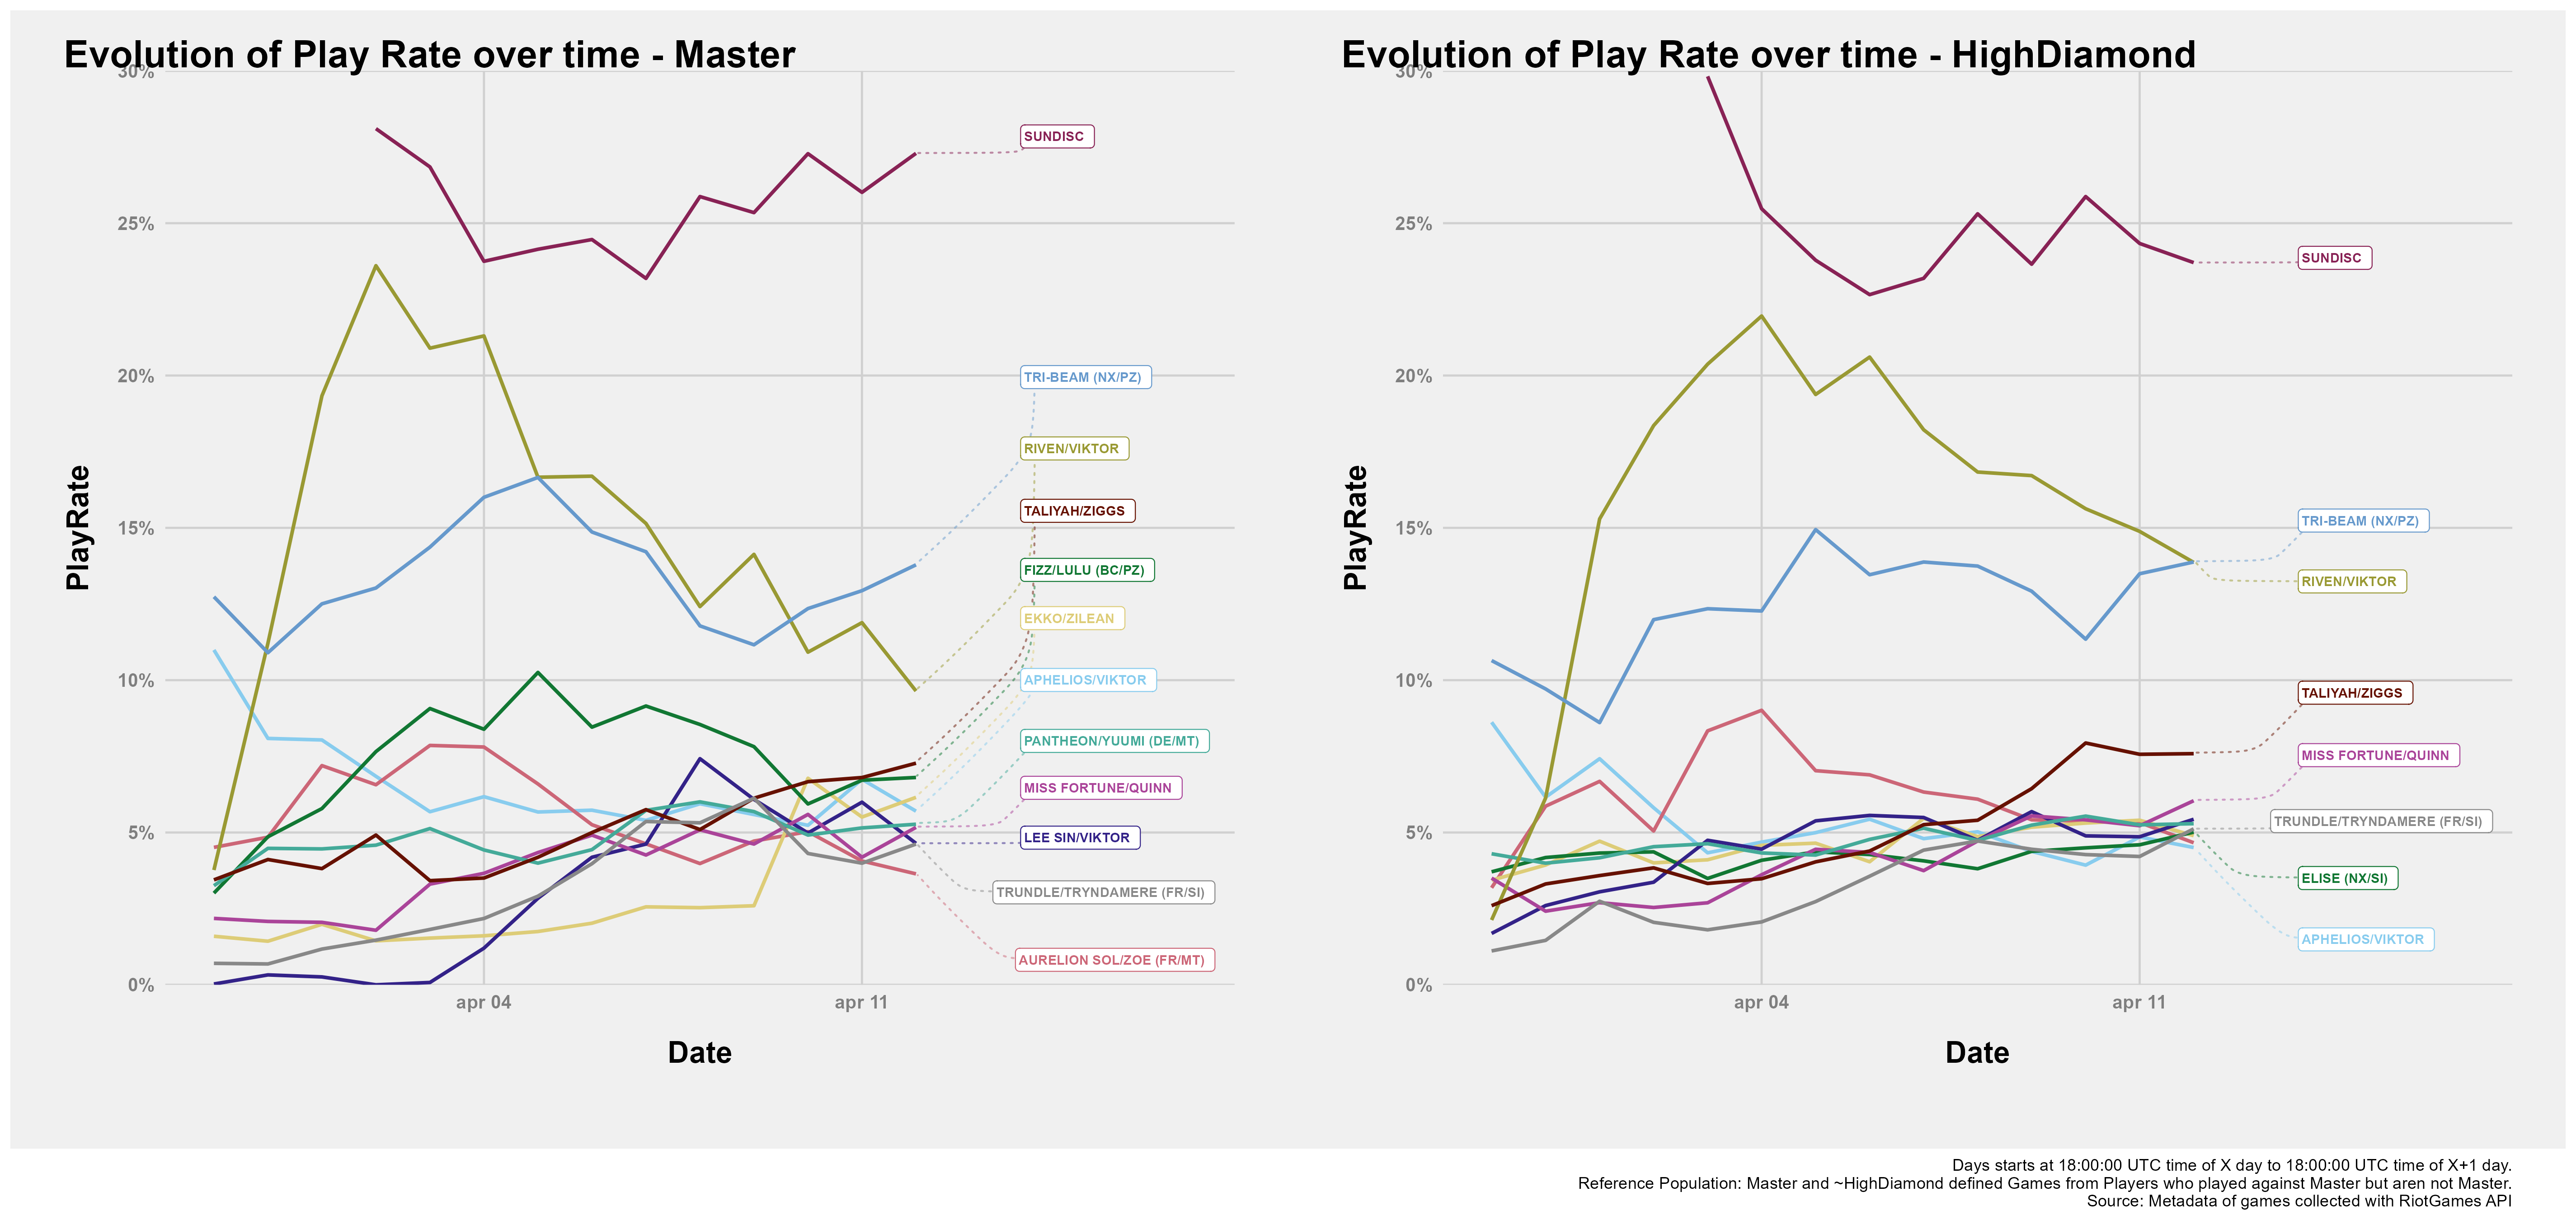 Evolution of Play Rate over time - Master
30%
25%
20%
15%
10%
5%
0%
PlayRate
apr 04
apr 11
Date
SUNDISC
TRI-BEAM (NX/PZ)
RIVEN/VIKTOR
TALIYAH/ZIGGS
FIZZ/LULU (BC/PZ)
EKKO/ZILEAN
APHELIOS/VIKTOR
PANTHEON/YUUMI (DE/MT)
MISS FORTUNE/QUINN
LEE SIN/VIKTOR
TRUNDLE/TRYNDAMERE (FR/SI)
AURELION SOL/ZOE (FR/MT)
Evolution of Play Rate over time - HighDiamond
30%
25%
20%
15%
10%
5%
0%
PlayRate
apr 04
apr 11
Date
SUNDISC
TRI-BEAM (NX/PZ)
RIVEN/VIKTOR
TALIYAH/ZIGGS
MISS FORTUNE/QUINN
TRUNDLE/TRYNDAMERE (FR/SI)
ELISE (NX/SI)
APHELIOS/VIKTOR
Days starts at 18:00:00 UTC time of X day to 18:00:00 UTC time of X+1 day.
Reference Population: Master and ~HighDiamond defined Games from Players who played against Master but aren not Master.
Source: Metadata of games collected with RiotGames API